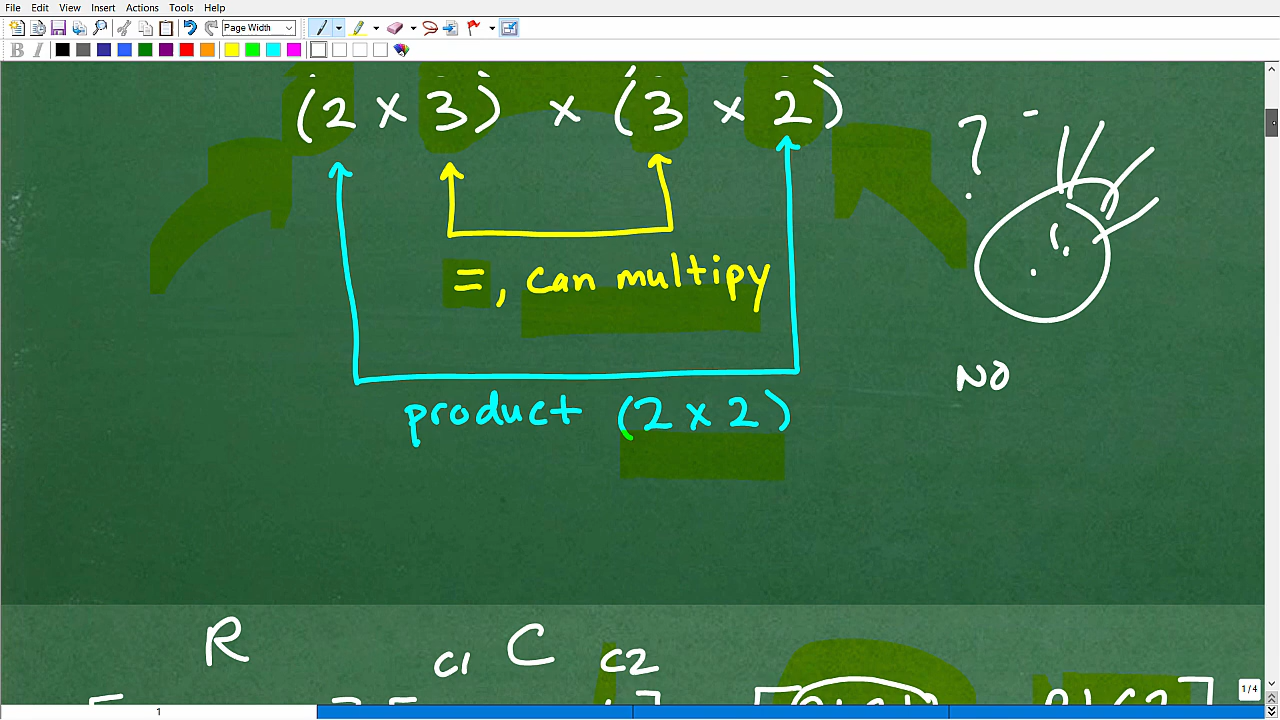 File Edit View Insert Actions Tools Help
Page Width
B I
(2 x 3) x (3 x 2)
?
=, can multipy
NO
product (2 x 2)
R C
C1 C2
1/4
1